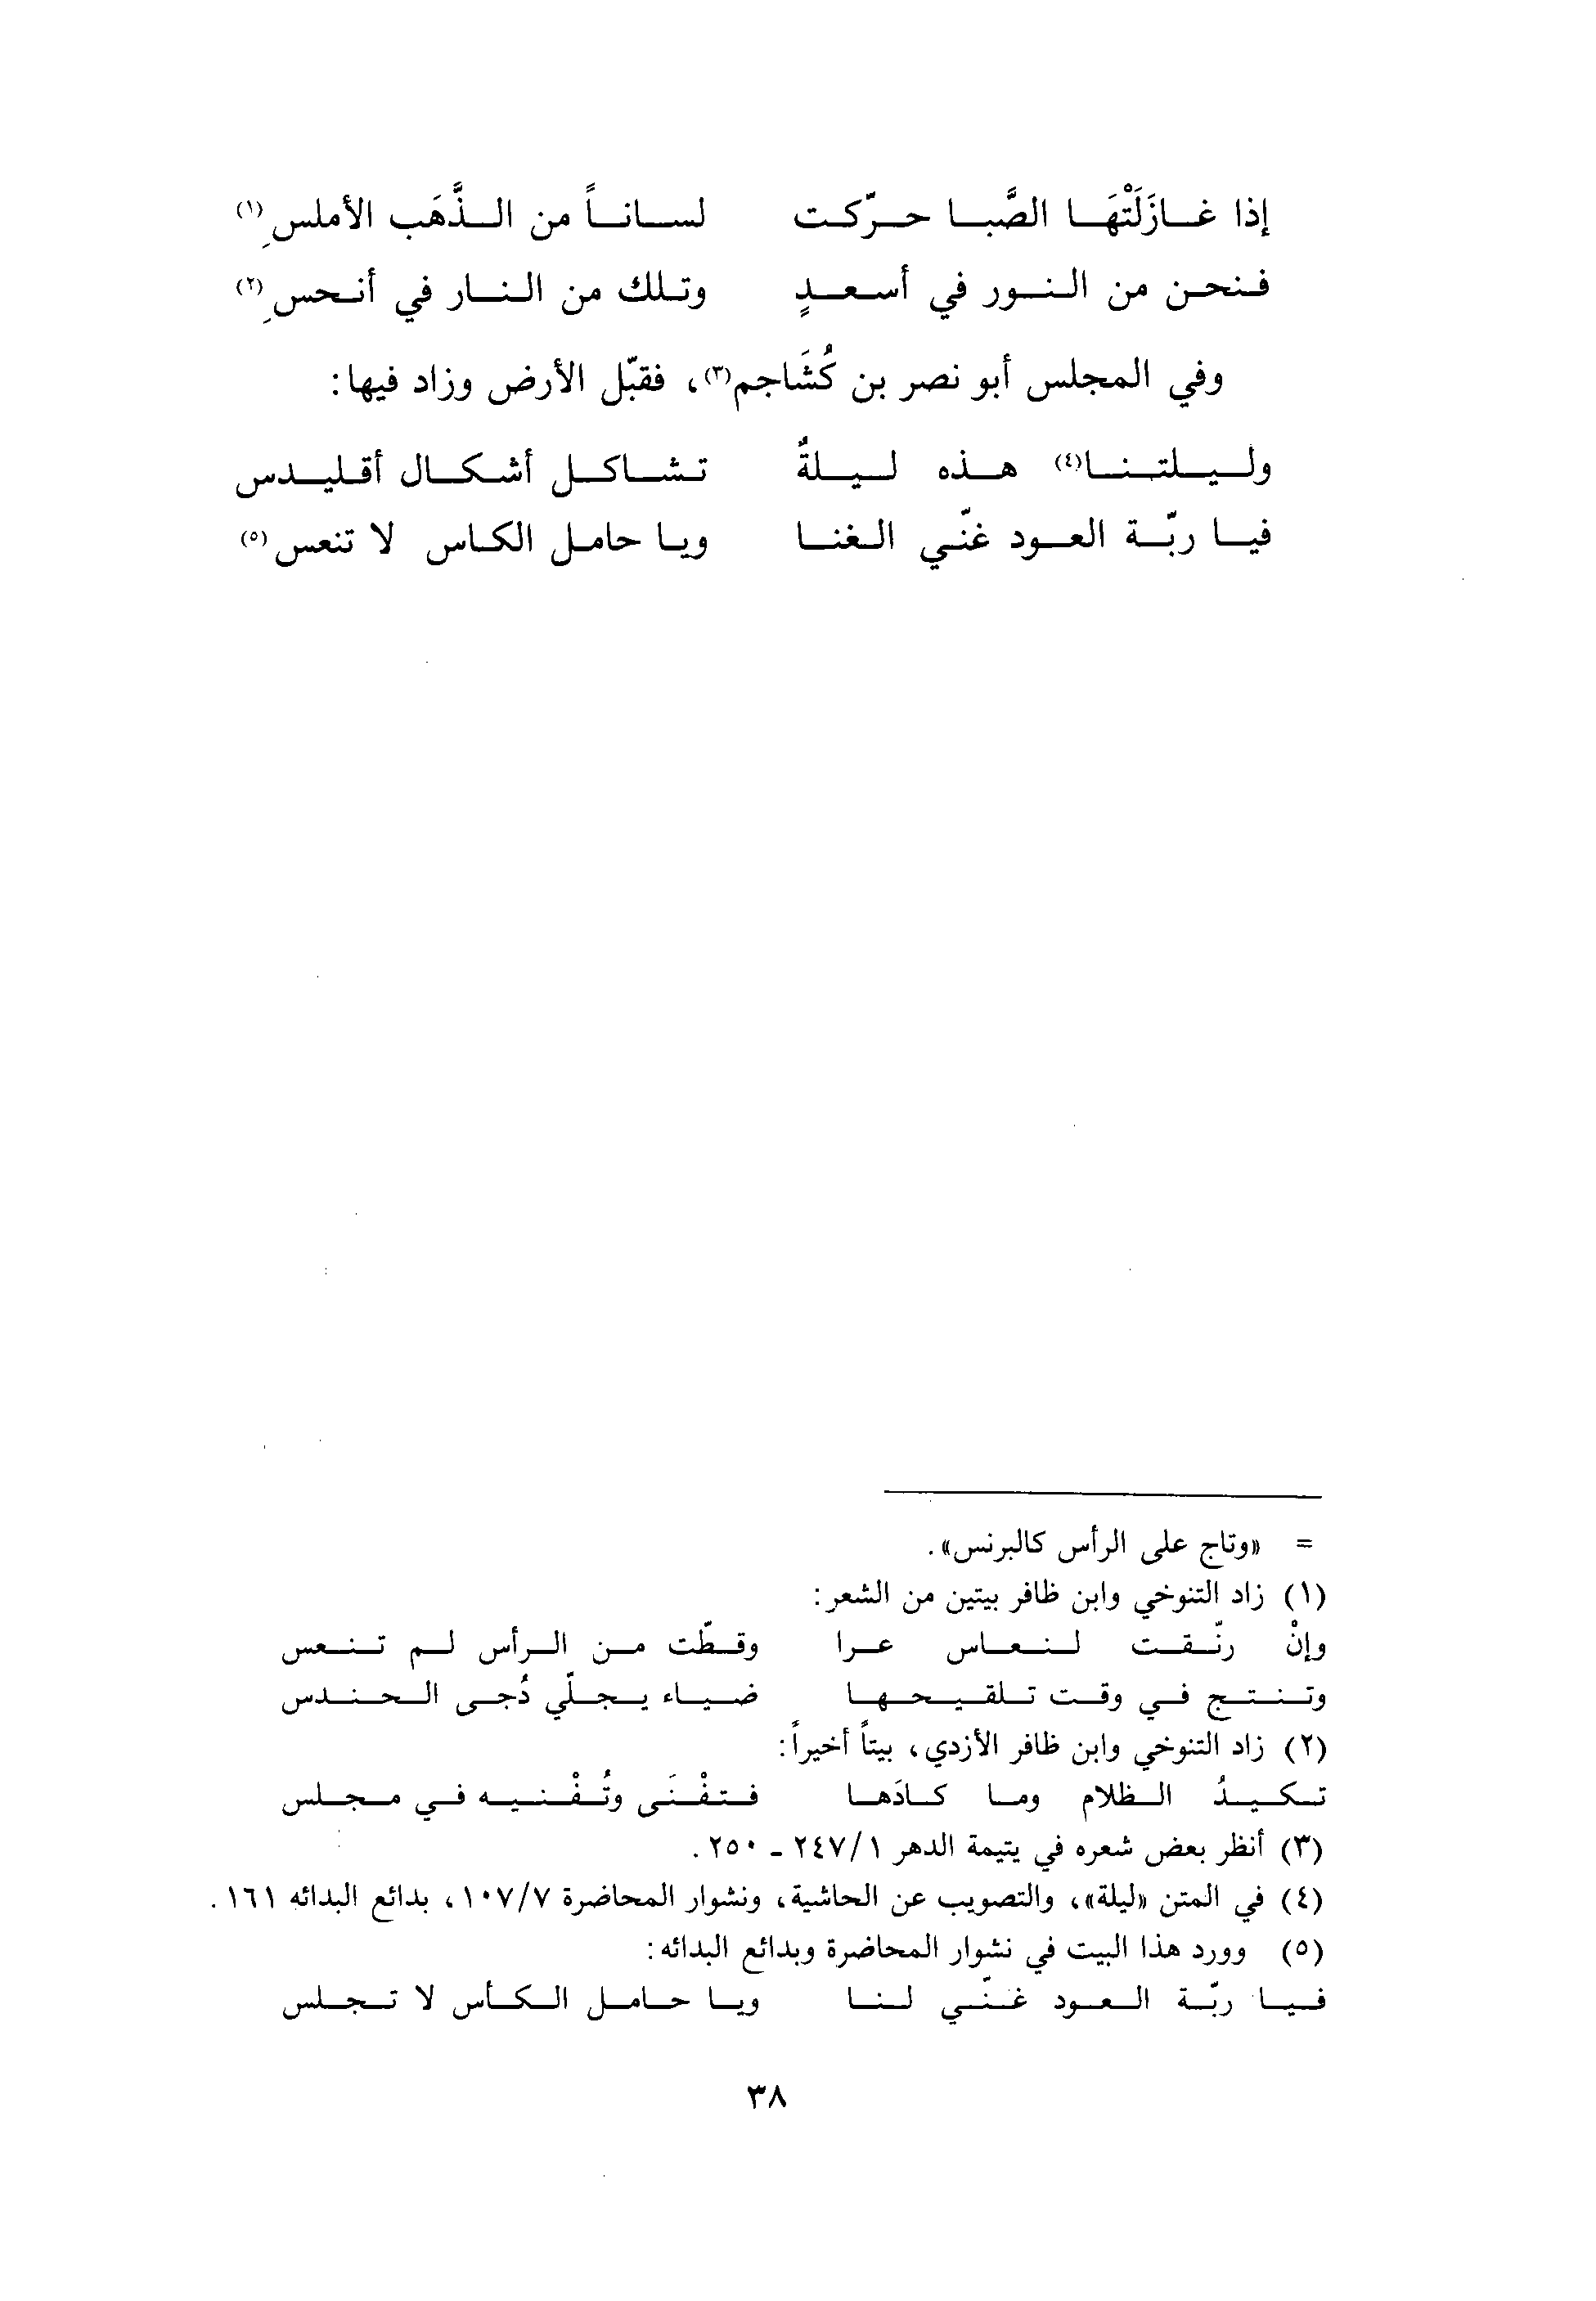 إذا غازَلَتْهَا الصَّبا حرّكت لساناً من الذَّهَب الأملسِ(١)
فنحن من النور في أسعدٍ وتلك من النار في أنحسِ(٢)
وفي المجلس أبو نصر بن كُشَاجم(٣)، فقبّل الأرض وزاد فيها:
وليلتنا(٤) هذه ليلةٌ تشاكل أشكال أقليدس
فيا ربّة العود غنّي الغنا ويا حامل الكاس لا تنعس(٥)
= «وتاج على الرأس كالبرنس».
(١) زاد التنوخي وابن ظافر بيتين من الشعر:
وإنْ رنّقت لنعاس عرا وقطّت من الرأس لم تنعس
وتنتج في وقت تلقيحها ضياء يجلّي دُجى الحندس
(٢) زاد التنوخي وابن ظافر الأزدي، بيتاً أخيراً:
تكيدُ الظلام وما كادَها فتفْنَى وتُفْنيه في مجلس
(٣) أنظر بعض شعره في يتيمة الدهر ٢٤٧/١ - ٢٥٠.
(٤) في المتن «ليلة»، والتصويب عن الحاشية، ونشوار المحاضرة ١٠٧/٧، بدائع البدائه ١٦١.
(٥) وورد هذا البيت في نشوار المحاضرة وبدائع البدائه:
فيا ربّة العود غنّي لنا ويا حامل الكأس لا تجلس
٣٨